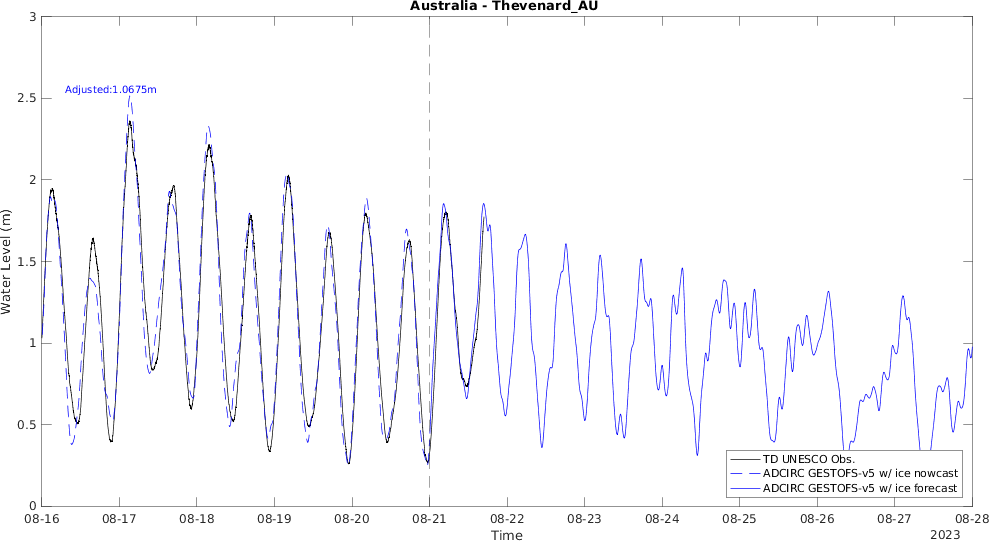 Australia - Thevenard_AU
3
2.5
2
1.5
1
0.5
0
Water Level (m)
Adjusted:1.0675m
TD UNESCO Obs.
ADCIRC GESTOFS-v5 w/ ice nowcast
ADCIRC GESTOFS-v5 w/ ice forecast
08-16 08-17 08-18 08-19 08-20 08-21 08-22 08-23 08-24 08-25 08-26 08-27 08-28
Time
2023